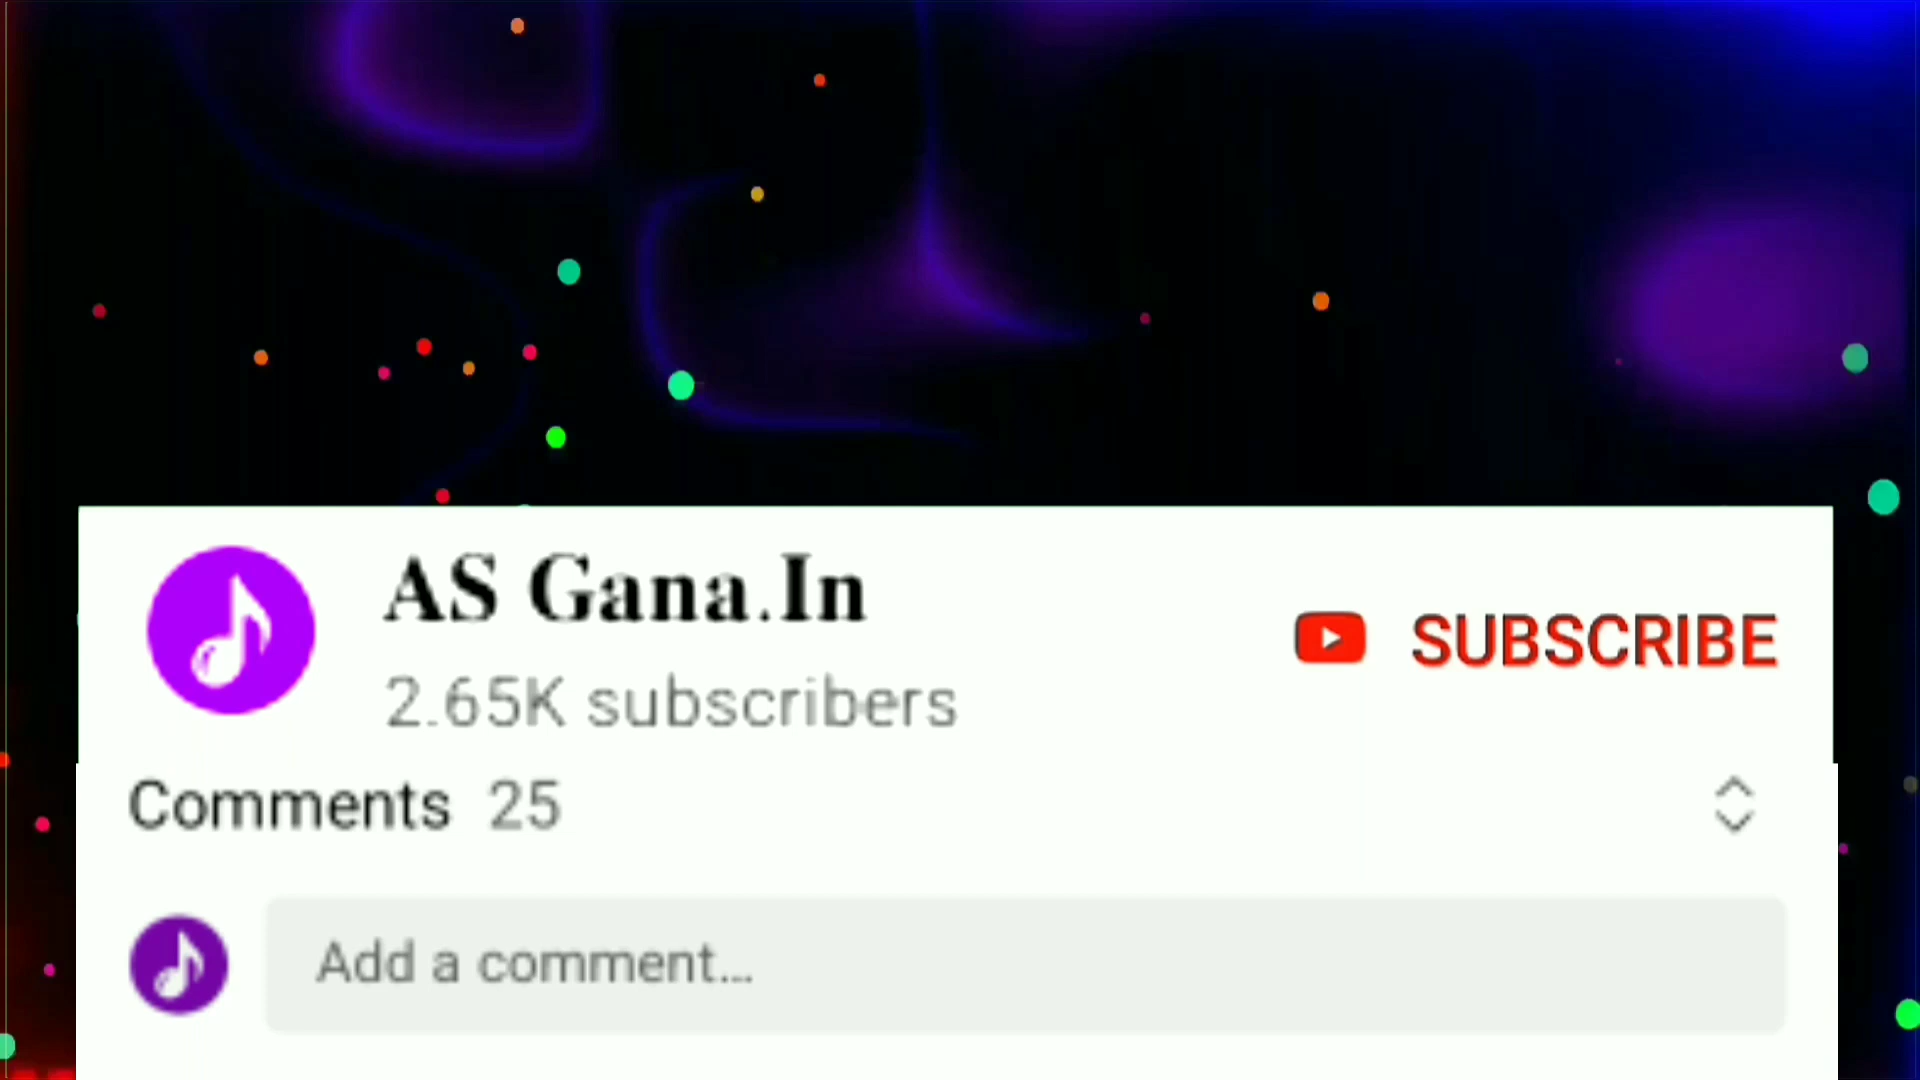 AS Gana.In
SUBSCRIBE
2.65K subscribers
Comments 25
Add a comment...